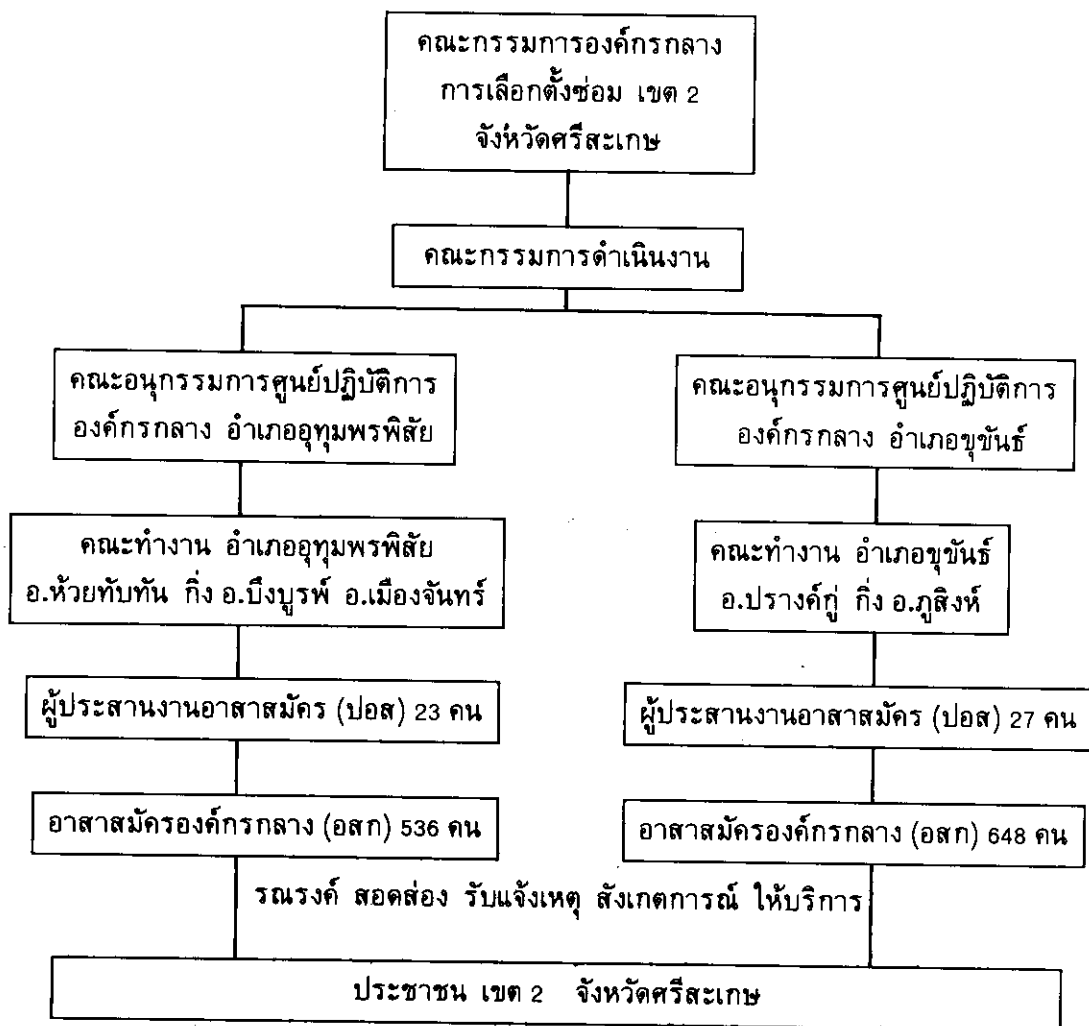 คณะกรรมการองค์กรกลาง
การเลือกตั้งซ่อม เขต 2
จังหวัดศรีสะเกษ
คณะกรรมการดำเนินงาน
คณะอนุกรรมการศูนย์ปฏิบัติการ
องค์กรกลาง อำเภออุทุมพรพิสัย
คณะอนุกรรมการศูนย์ปฏิบัติการ
องค์กรกลาง อำเภอขุขันธ์
คณะทำงาน อำเภออุทุมพรพิสัย
อ.ห้วยทับทัน กิ่ง อ.บึงบูรพ์ อ.เมืองจันทร์
คณะทำงาน อำเภอขุขันธ์
อ.ปรางค์กู่ กิ่ง อ.ภูสิงห์
ผู้ประสานงานอาสาสมัคร (ปอส) 23 คน
ผู้ประสานงานอาสาสมัคร (ปอส) 27 คน
อาสาสมัครองค์กรกลาง (อสก) 536 คน
อาสาสมัครองค์กรกลาง (อสก) 648 คน
รณรงค์ สอดส่อง รับแจ้งเหตุ สังเกตการณ์ ให้บริการ
ประชาชน เขต 2 จังหวัดศรีสะเกษ